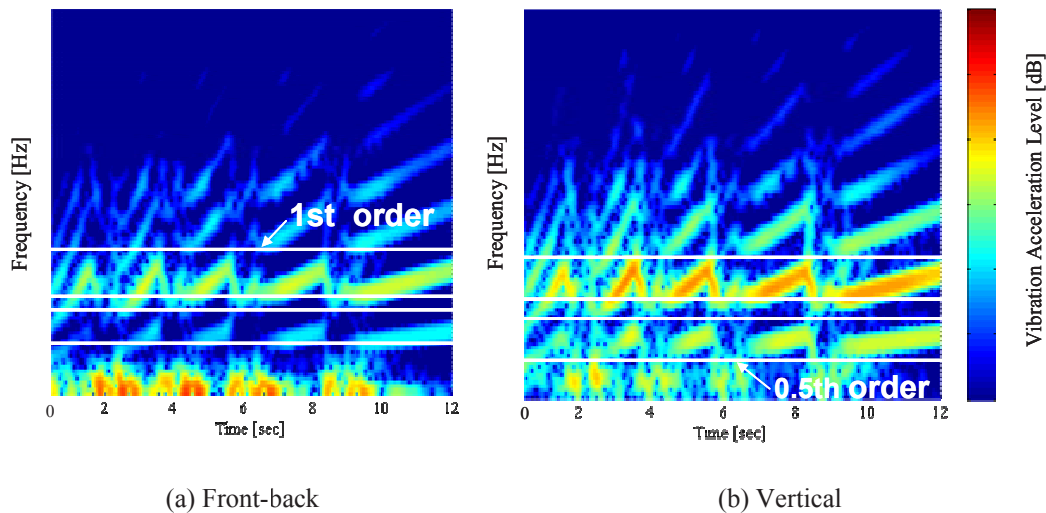 Frequency [Hz]
1st order
0 2 4 6 8 10 12
Time [sec]
(a) Front-back
Frequency [Hz]
0.5th order
0 2 4 6 8 10 12
Time [sec]
(b) Vertical
Vibration Acceleration Level [dB]